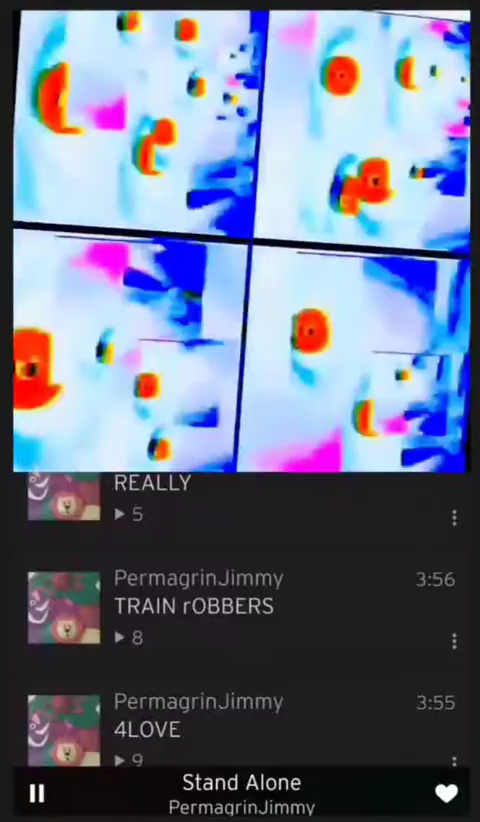 REALLY
5
PermagrinJimmy 3:56
TRAIN rOBBERS
8
PermagrinJimmy 3:55
4LOVE
9
Stand Alone
PermagrinJimmy